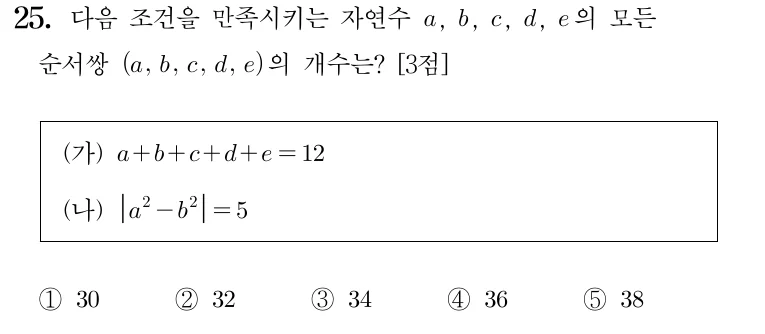 25. 다음 조건을 만족시키는 자연수 a, b, c, d, e의 모든
순서쌍 (a, b, c, d, e)의 개수는? [3점]
(가) a+b+c+d+e=12
(나) |a²-b²|=5
① 30 ② 32 ③ 34 ④ 36 ⑤ 38